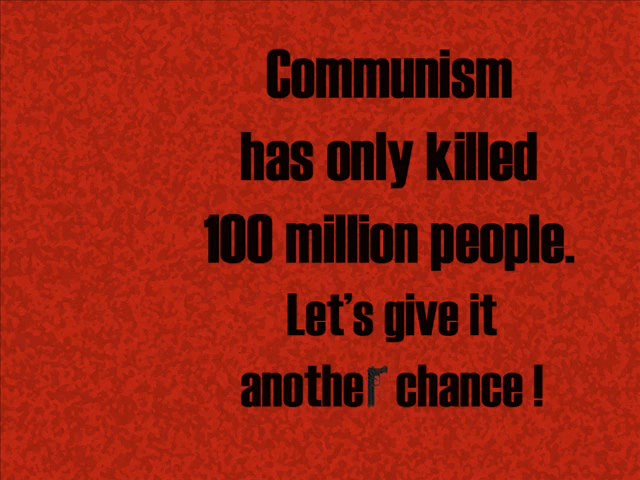 Communism
has only killed
100 million people.
Let's give it
another chance !